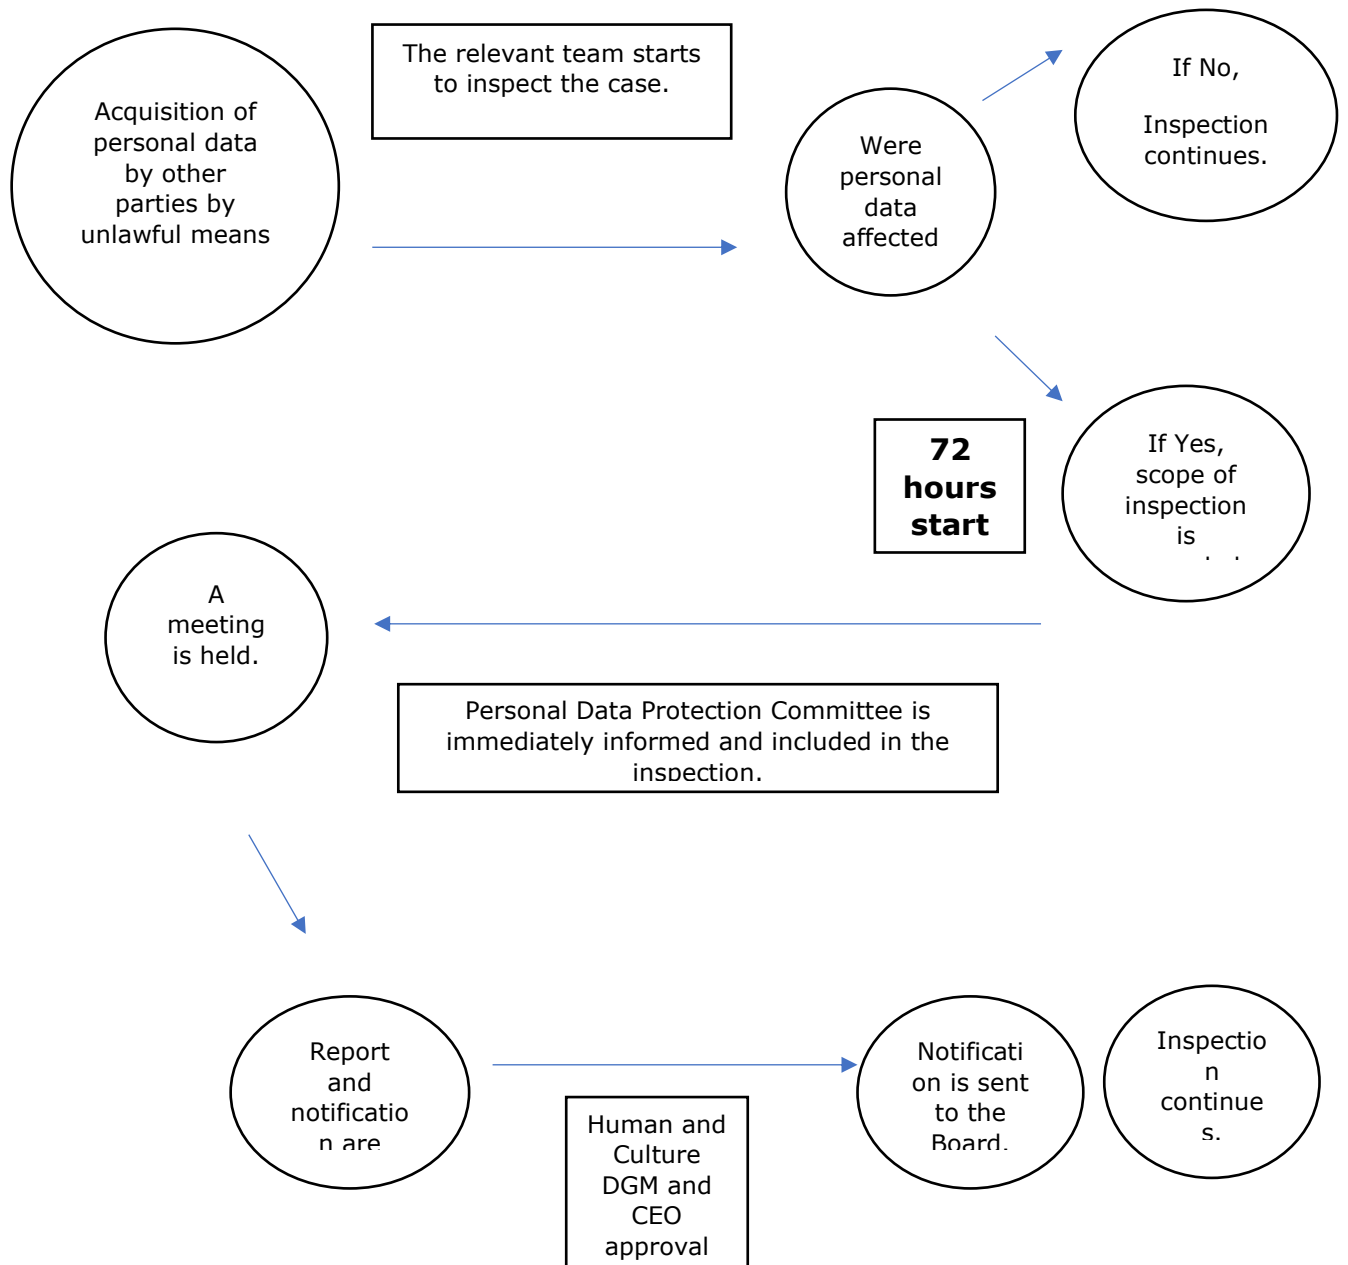 Acquisition of
personal data
by other
parties by
unlawful means
The relevant team starts
to inspect the case.
Were
personal
data
affected
If No,
Inspection
continues.
72
hours
start
If Yes,
scope of
inspection
is
A
meeting
is held.
Personal Data Protection Committee is
immediately informed and included in the
inspection.
Report
and
notificatio
n are
Human and
Culture
DGM and
CEO
approval
Notificati
on is sent
to the
Board.
Inspectio
n
continue
s.